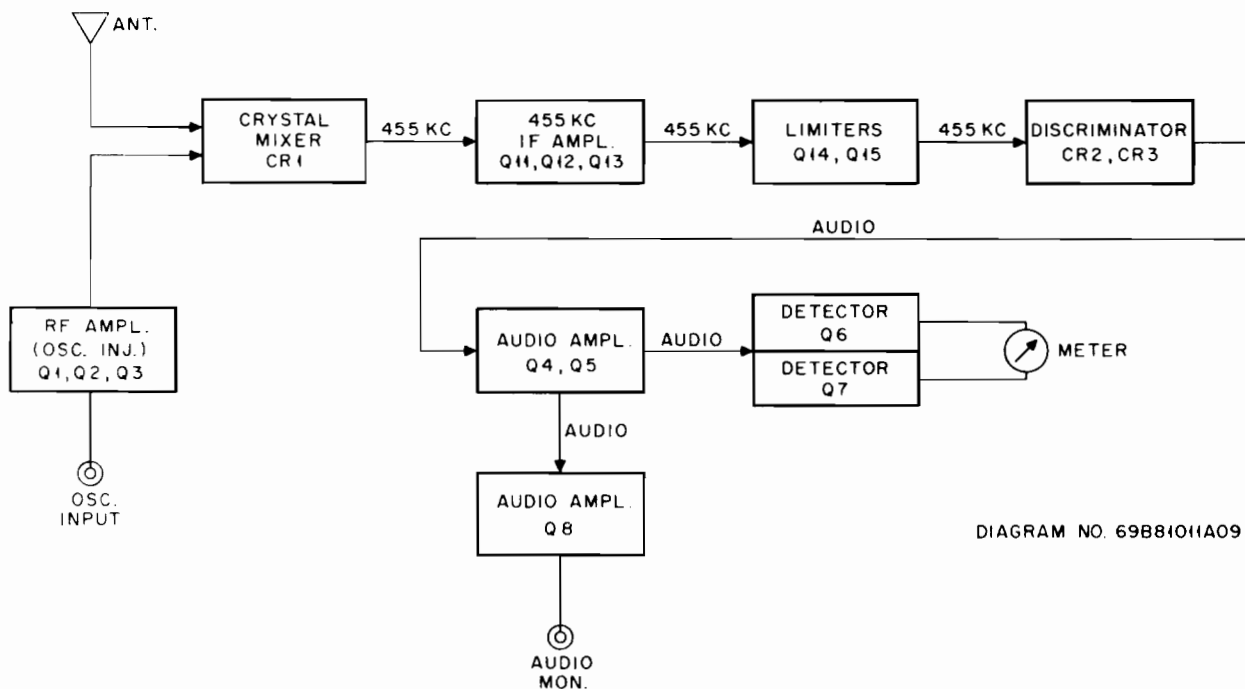 ANT.
CRYSTAL
MIXER
CR1
455 KC
455 KC
IF AMPL.
Q11, Q12, Q13
455 KC
LIMITERS
Q14, Q15
455 KC
DISCRIMINATOR
CR2, CR3
AUDIO
RF AMPL.
(OSC. INJ.)
Q1, Q2, Q3
OSC.
INPUT
AUDIO AMPL.
Q4, Q5
AUDIO
DETECTOR
Q6
DETECTOR
Q7
METER
AUDIO
AUDIO AMPL.
Q8
AUDIO
MON.
DIAGRAM NO. 69B81011A09